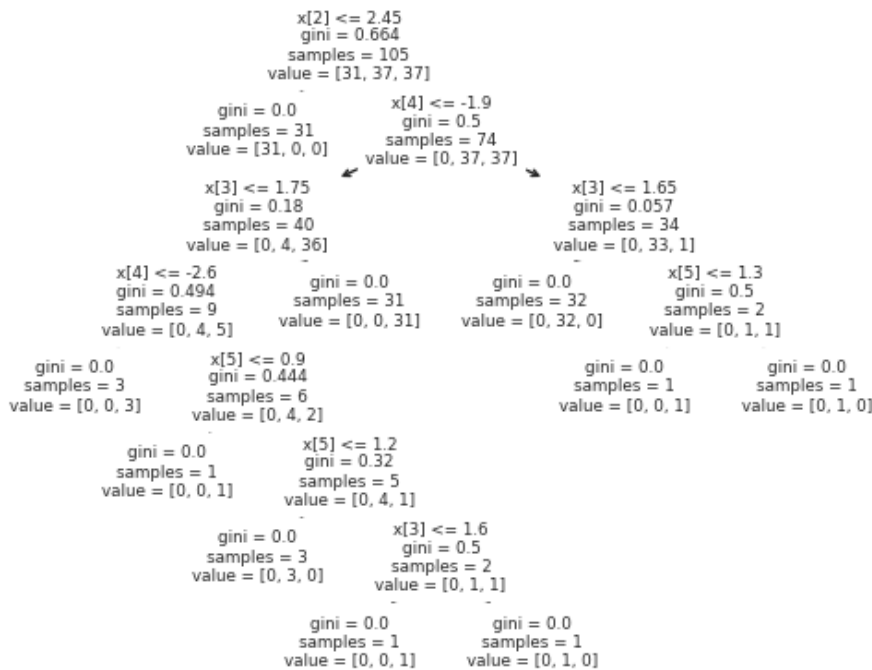 x[2] <= 2.45
gini = 0.664
samples = 105
value = [31, 37, 37]
gini = 0.0
samples = 31
value = [31, 0, 0]
x[4] <= -1.9
gini = 0.5
samples = 74
value = [0, 37, 37]
x[3] <= 1.75
gini = 0.18
samples = 40
value = [0, 4, 36]
x[3] <= 1.65
gini = 0.057
samples = 34
value = [0, 33, 1]
x[4] <= -2.6
gini = 0.494
samples = 9
value = [0, 4, 5]
gini = 0.0
samples = 31
value = [0, 0, 31]
gini = 0.0
samples = 32
value = [0, 32, 0]
x[5] <= 1.3
gini = 0.5
samples = 2
value = [0, 1, 1]
gini = 0.0
samples = 3
value = [0, 0, 3]
x[5] <= 0.9
gini = 0.444
samples = 6
value = [0, 4, 2]
gini = 0.0
samples = 1
value = [0, 0, 1]
gini = 0.0
samples = 1
value = [0, 1, 0]
gini = 0.0
samples = 1
value = [0, 0, 1]
x[5] <= 1.2
gini = 0.32
samples = 5
value = [0, 4, 1]
gini = 0.0
samples = 3
value = [0, 3, 0]
x[3] <= 1.6
gini = 0.5
samples = 2
value = [0, 1, 1]
gini = 0.0
samples = 1
value = [0, 0, 1]
gini = 0.0
samples = 1
value = [0, 1, 0]